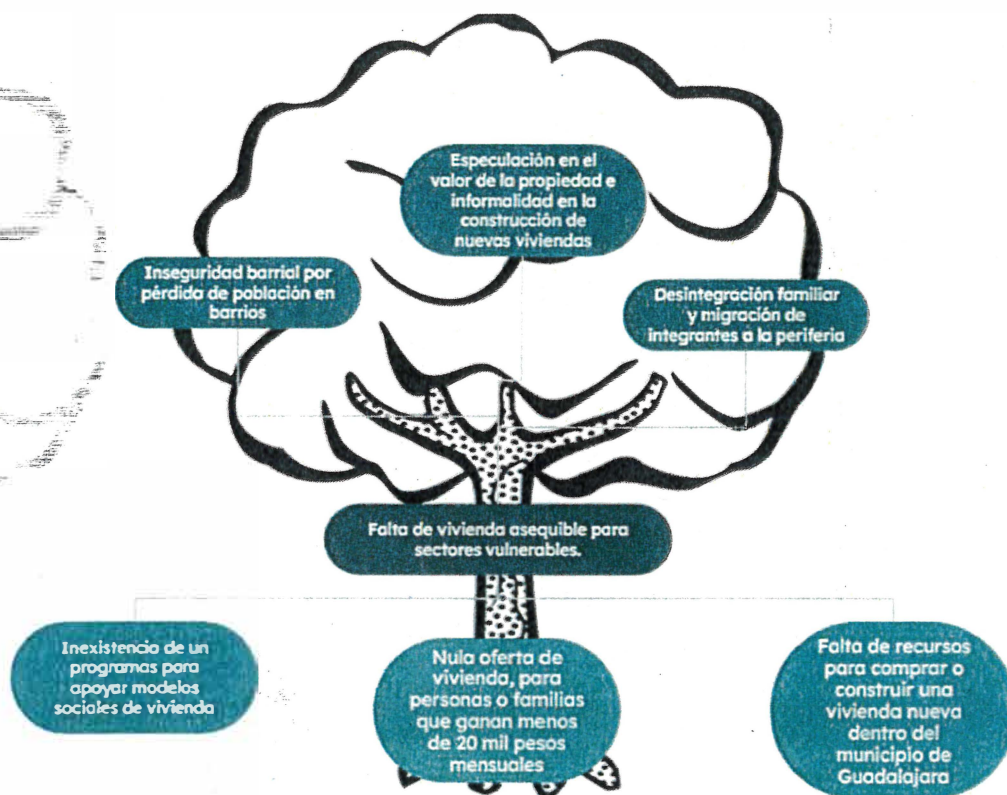 Especulación en el
valor de la propiedad e
informalidad en la
construcción de
nuevas viviendas
Inseguridad barrial por
pérdida de población en
barrios
Desintegración familiar
y migración de
integrantes a la periferia
Falta de vivienda asequible para
sectores vulnerables.
Inexistencia de un
programas para
apoyar modelos
sociales de vivienda
Nula oferta de
vivienda, para
personas o familias
que ganan menos
de 20 mil pesos
mensuales
Falta de recursos
para comprar o
construir una
vivienda nueva
dentro del
municipio de
Guadalajara